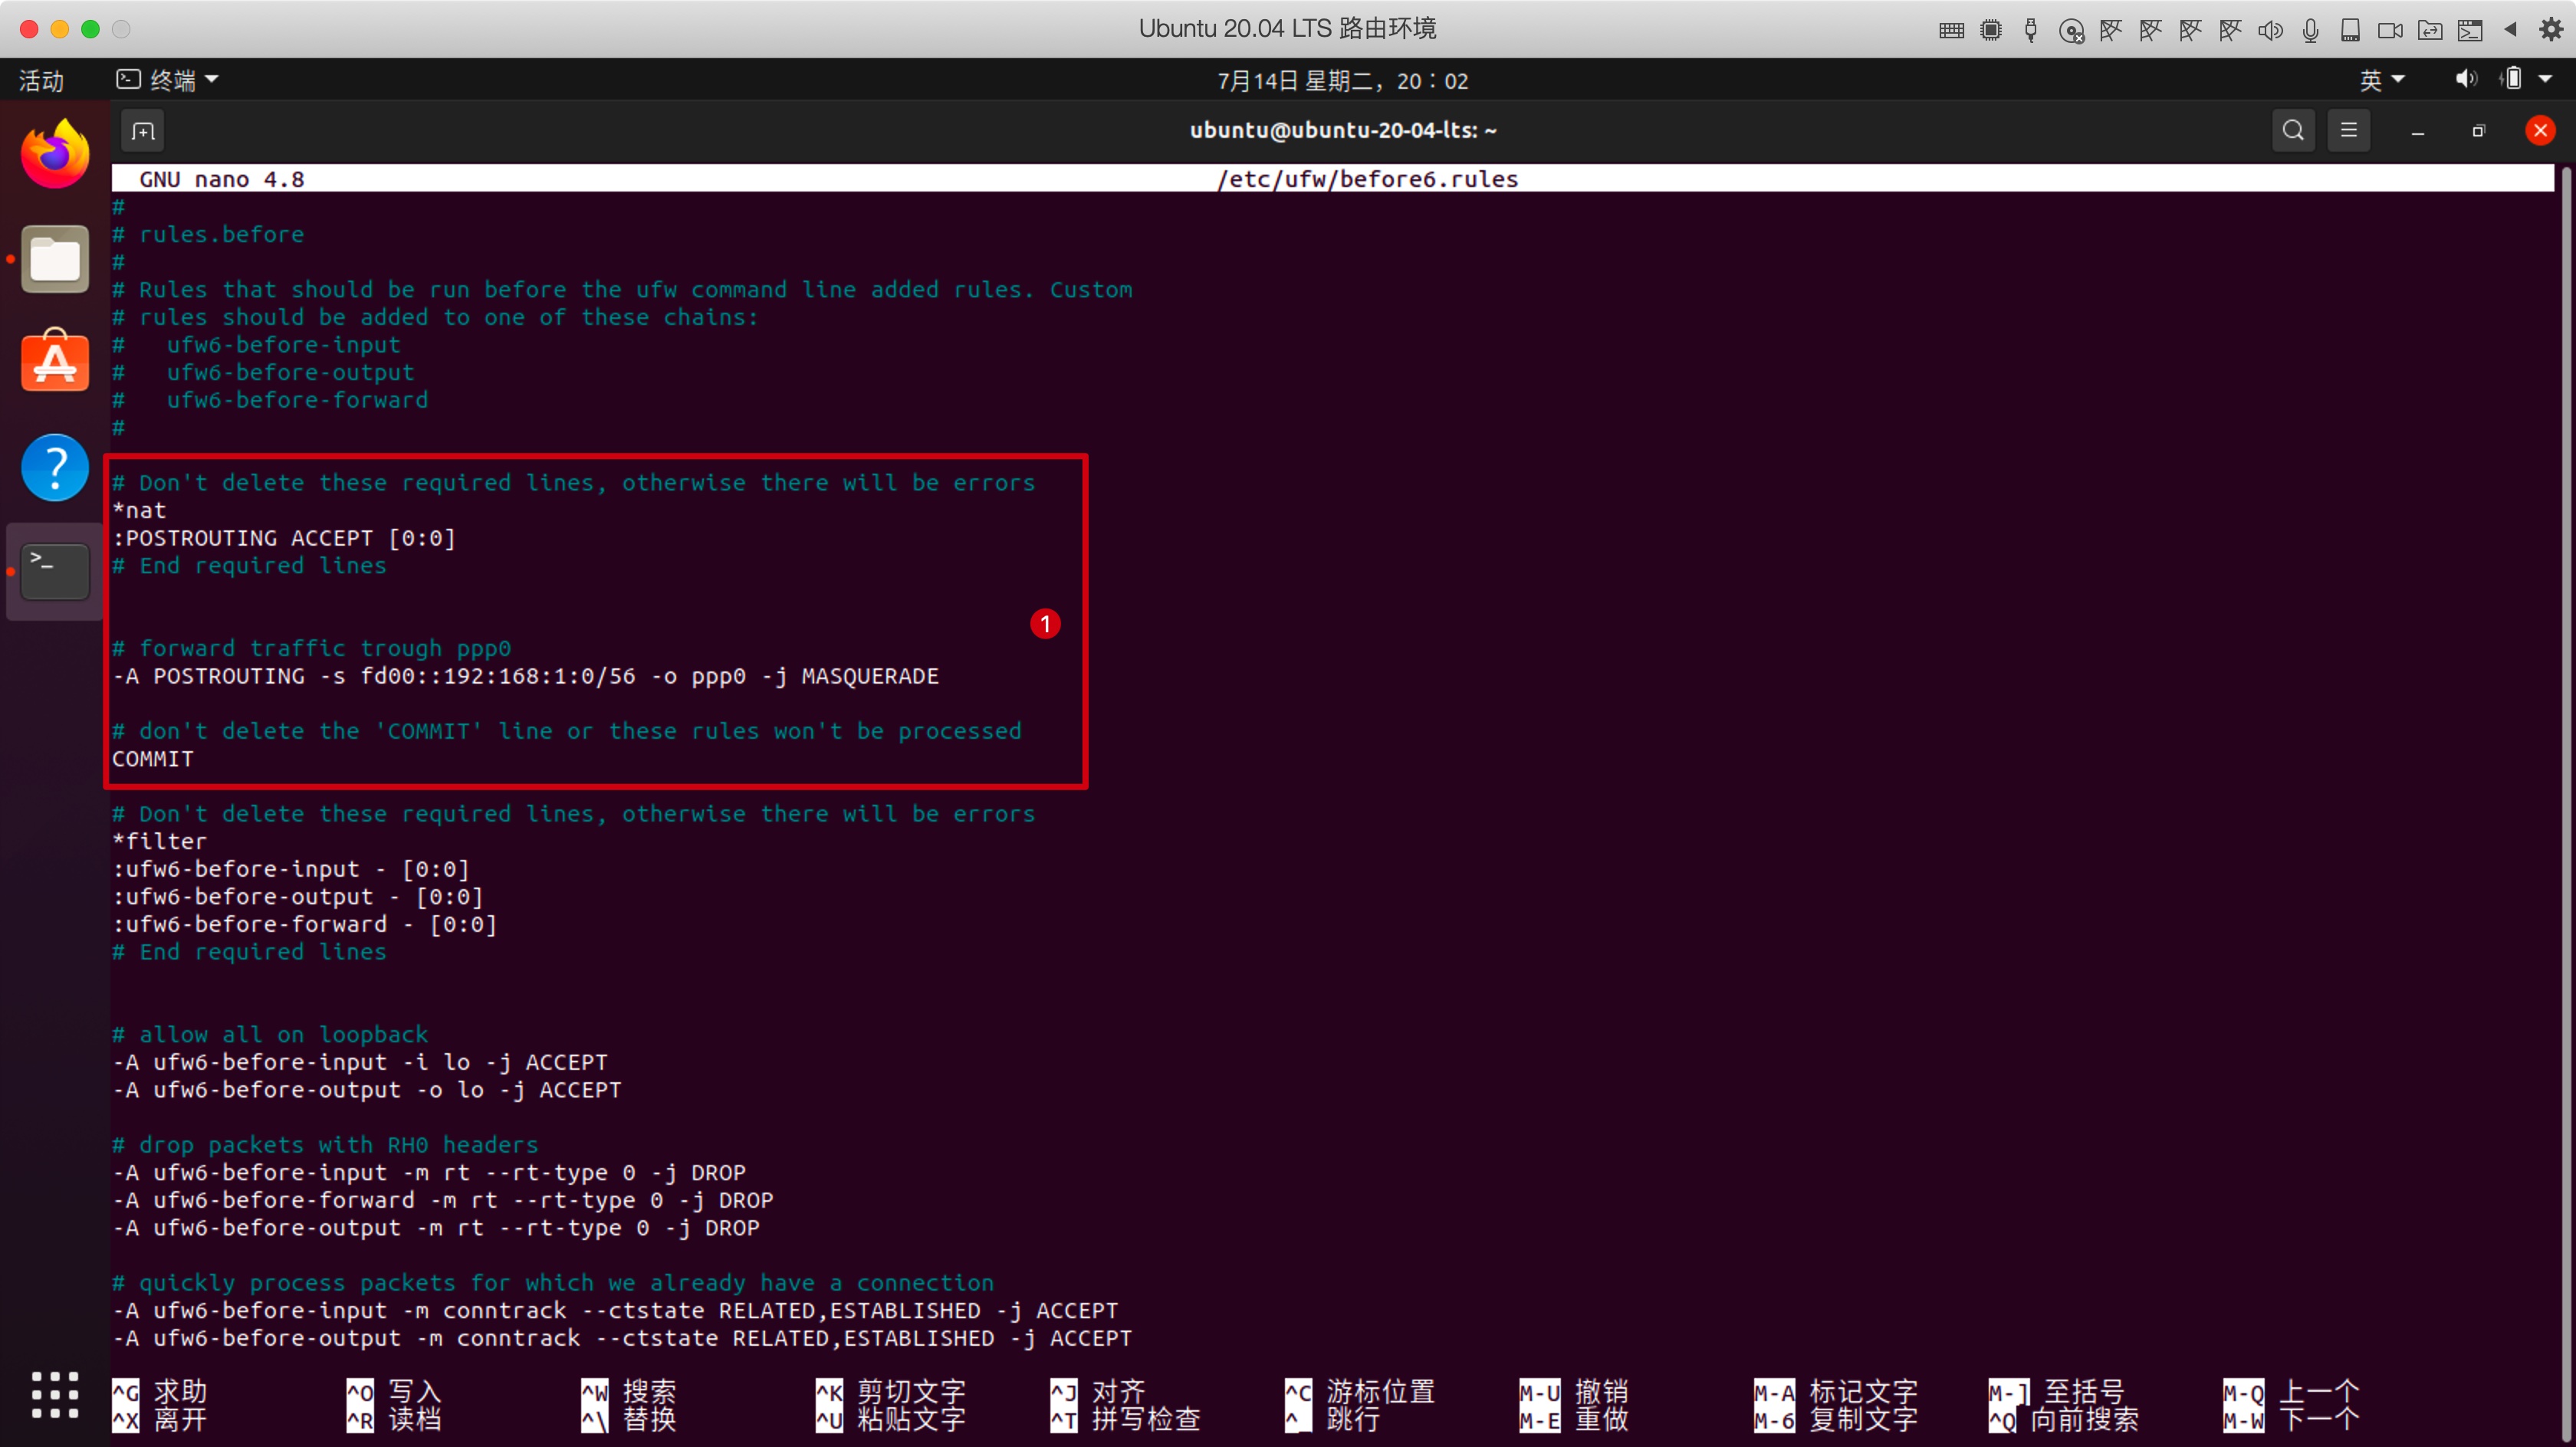 Ubuntu 20.04 LTS 路由环境
活动
终端
7月14日 星期二，20：02
英
ubuntu@ubuntu-20-04-lts: ~
GNU nano 4.8
/etc/ufw/before6.rules
#
# rules.before
#
# Rules that should be run before the ufw command line added rules. Custom
# rules should be added to one of these chains:
#   ufw6-before-input
#   ufw6-before-output
#   ufw6-before-forward
#
# Don't delete these required lines, otherwise there will be errors
*nat
:POSTROUTING ACCEPT [0:0]
# End required lines
1
# forward traffic trough ppp0
-A POSTROUTING -s fd00::192:168:1:0/56 -o ppp0 -j MASQUERADE
# don't delete the 'COMMIT' line or these rules won't be processed
COMMIT
# Don't delete these required lines, otherwise there will be errors
*filter
:ufw6-before-input - [0:0]
:ufw6-before-output - [0:0]
:ufw6-before-forward - [0:0]
# End required lines
# allow all on loopback
-A ufw6-before-input -i lo -j ACCEPT
-A ufw6-before-output -o lo -j ACCEPT
# drop packets with RH0 headers
-A ufw6-before-input -m rt --rt-type 0 -j DROP
-A ufw6-before-forward -m rt --rt-type 0 -j DROP
-A ufw6-before-output -m rt --rt-type 0 -j DROP
# quickly process packets for which we already have a connection
-A ufw6-before-input -m conntrack --ctstate RELATED,ESTABLISHED -j ACCEPT
-A ufw6-before-output -m conntrack --ctstate RELATED,ESTABLISHED -j ACCEPT
^G 求助 ^O 写入 ^W 搜索 ^K 剪切文字 ^J 对齐 ^C 游标位置 M-U 撤销 M-A 标记文字 M-] 至括号 M-Q 上一个
^X 离开 ^R 读档 ^\ 替换 ^U 粘贴文字 ^T 拼写检查 ^_ 跳行 M-E 重做 M-6 复制文字 ^Q 向前搜索 M-W 下一个